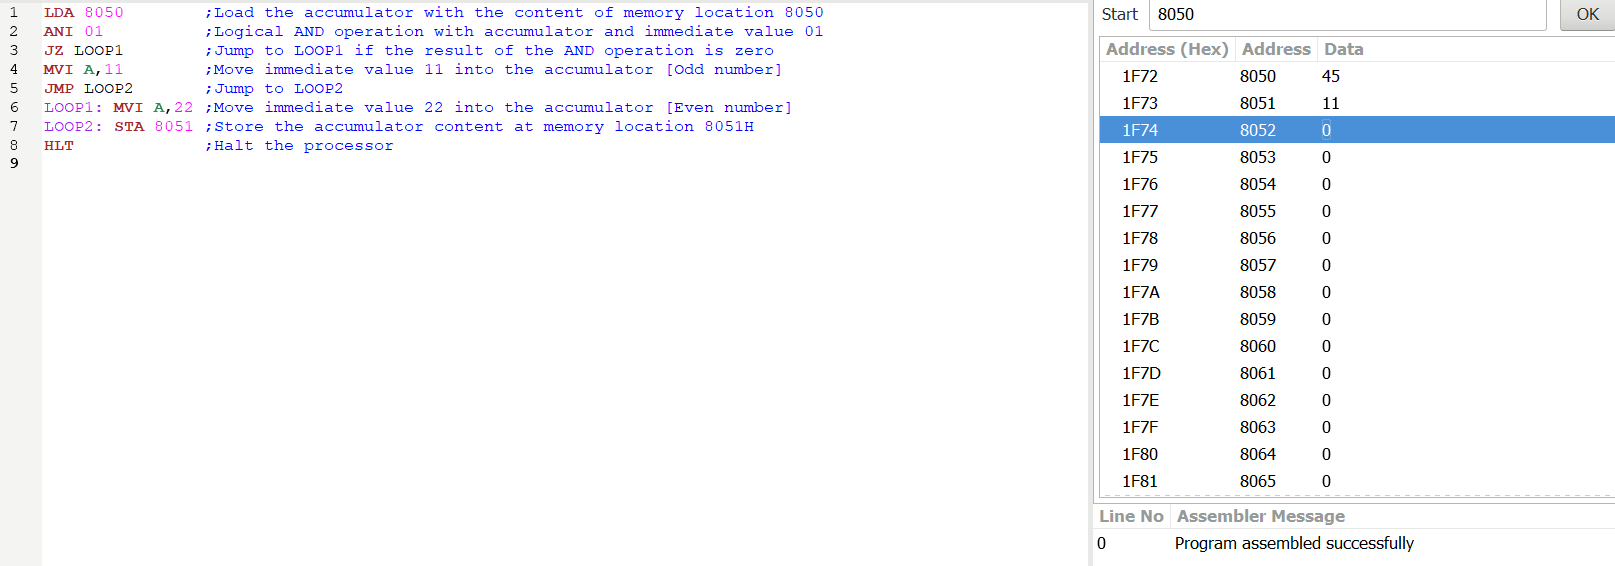 1 LDA 8050 ;Load the accumulator with the content of memory location 8050
2 ANI 01 ;Logical AND operation with accumulator and immediate value 01
3 JZ LOOP1 ;Jump to LOOP1 if the result of the AND operation is zero
4 MVI A,11 ;Move immediate value 11 into the accumulator [Odd number]
5 JMP LOOP2 ;Jump to LOOP2
6 LOOP1: MVI A,22 ;Move immediate value 22 into the accumulator [Even number]
7 LOOP2: STA 8051 ;Store the accumulator content at memory location 8051H
8 HLT ;Halt the processor
9
Start 8050 OK
Address (Hex) Address Data
1F72 8050 45
1F73 8051 11
1F74 8052 0
1F75 8053 0
1F76 8054 0
1F77 8055 0
1F78 8056 0
1F79 8057 0
1F7A 8058 0
1F7B 8059 0
1F7C 8060 0
1F7D 8061 0
1F7E 8062 0
1F7F 8063 0
1F80 8064 0
1F81 8065 0
Line No Assembler Message
0 Program assembled successfully